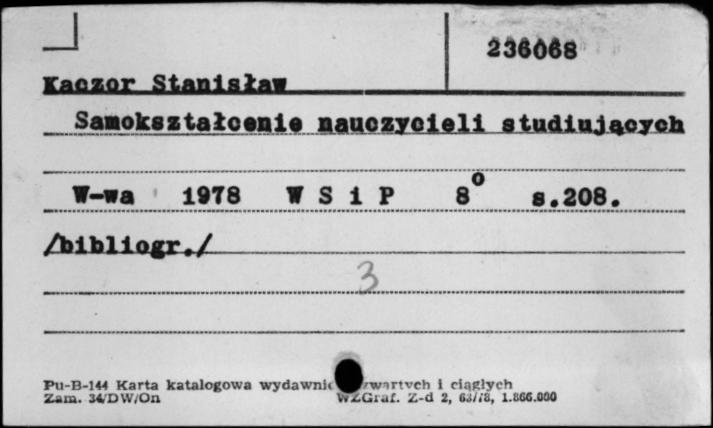 236068
Kaczor Stanisław
Samokształcenie nauczycieli studiujących
W-wa 1978 W S i P 8° s.208.
/bibliogr./
3
Pu-B-144 Karta katalogowa i ciągłych
Zam. 34/DW/On WZGraf. Z-d 2, 1.866.000